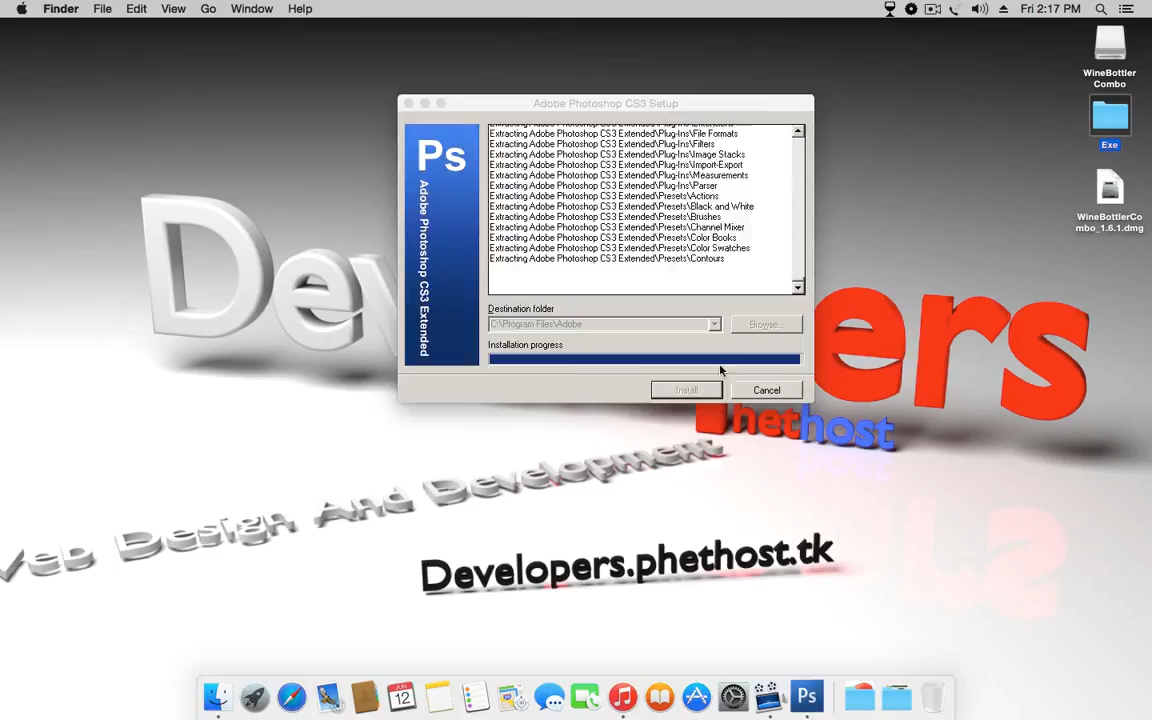 Finder File Edit View Go Window Help Fri 2:17 PM
WineBottler
Combo
Exe
WineBottlerCo
mbo_1.6.1.dmg
Adobe Photoshop CS3 Setup
Ps
Adobe Photoshop CS3 Extended
Extracting Adobe Photoshop CS3 Extended\Plug-Ins\File Formats
Extracting Adobe Photoshop CS3 Extended\Plug-Ins\Filters
Extracting Adobe Photoshop CS3 Extended\Plug-Ins\Image Stacks
Extracting Adobe Photoshop CS3 Extended\Plug-Ins\Import-Export
Extracting Adobe Photoshop CS3 Extended\Plug-Ins\Measurements
Extracting Adobe Photoshop CS3 Extended\Plug-Ins\Parser
Extracting Adobe Photoshop CS3 Extended\Presets\Actions
Extracting Adobe Photoshop CS3 Extended\Presets\Black and White
Extracting Adobe Photoshop CS3 Extended\Presets\Brushes
Extracting Adobe Photoshop CS3 Extended\Presets\Channel Mixer
Extracting Adobe Photoshop CS3 Extended\Presets\Color Books
Extracting Adobe Photoshop CS3 Extended\Presets\Color Swatches
Extracting Adobe Photoshop CS3 Extended\Presets\Contours
Destination folder
C:\Program Files\Adobe Browse...
Installation progress
Install Cancel
hethost
Web Design And Development
Developers.phethost.tk
JUN
12
Ps